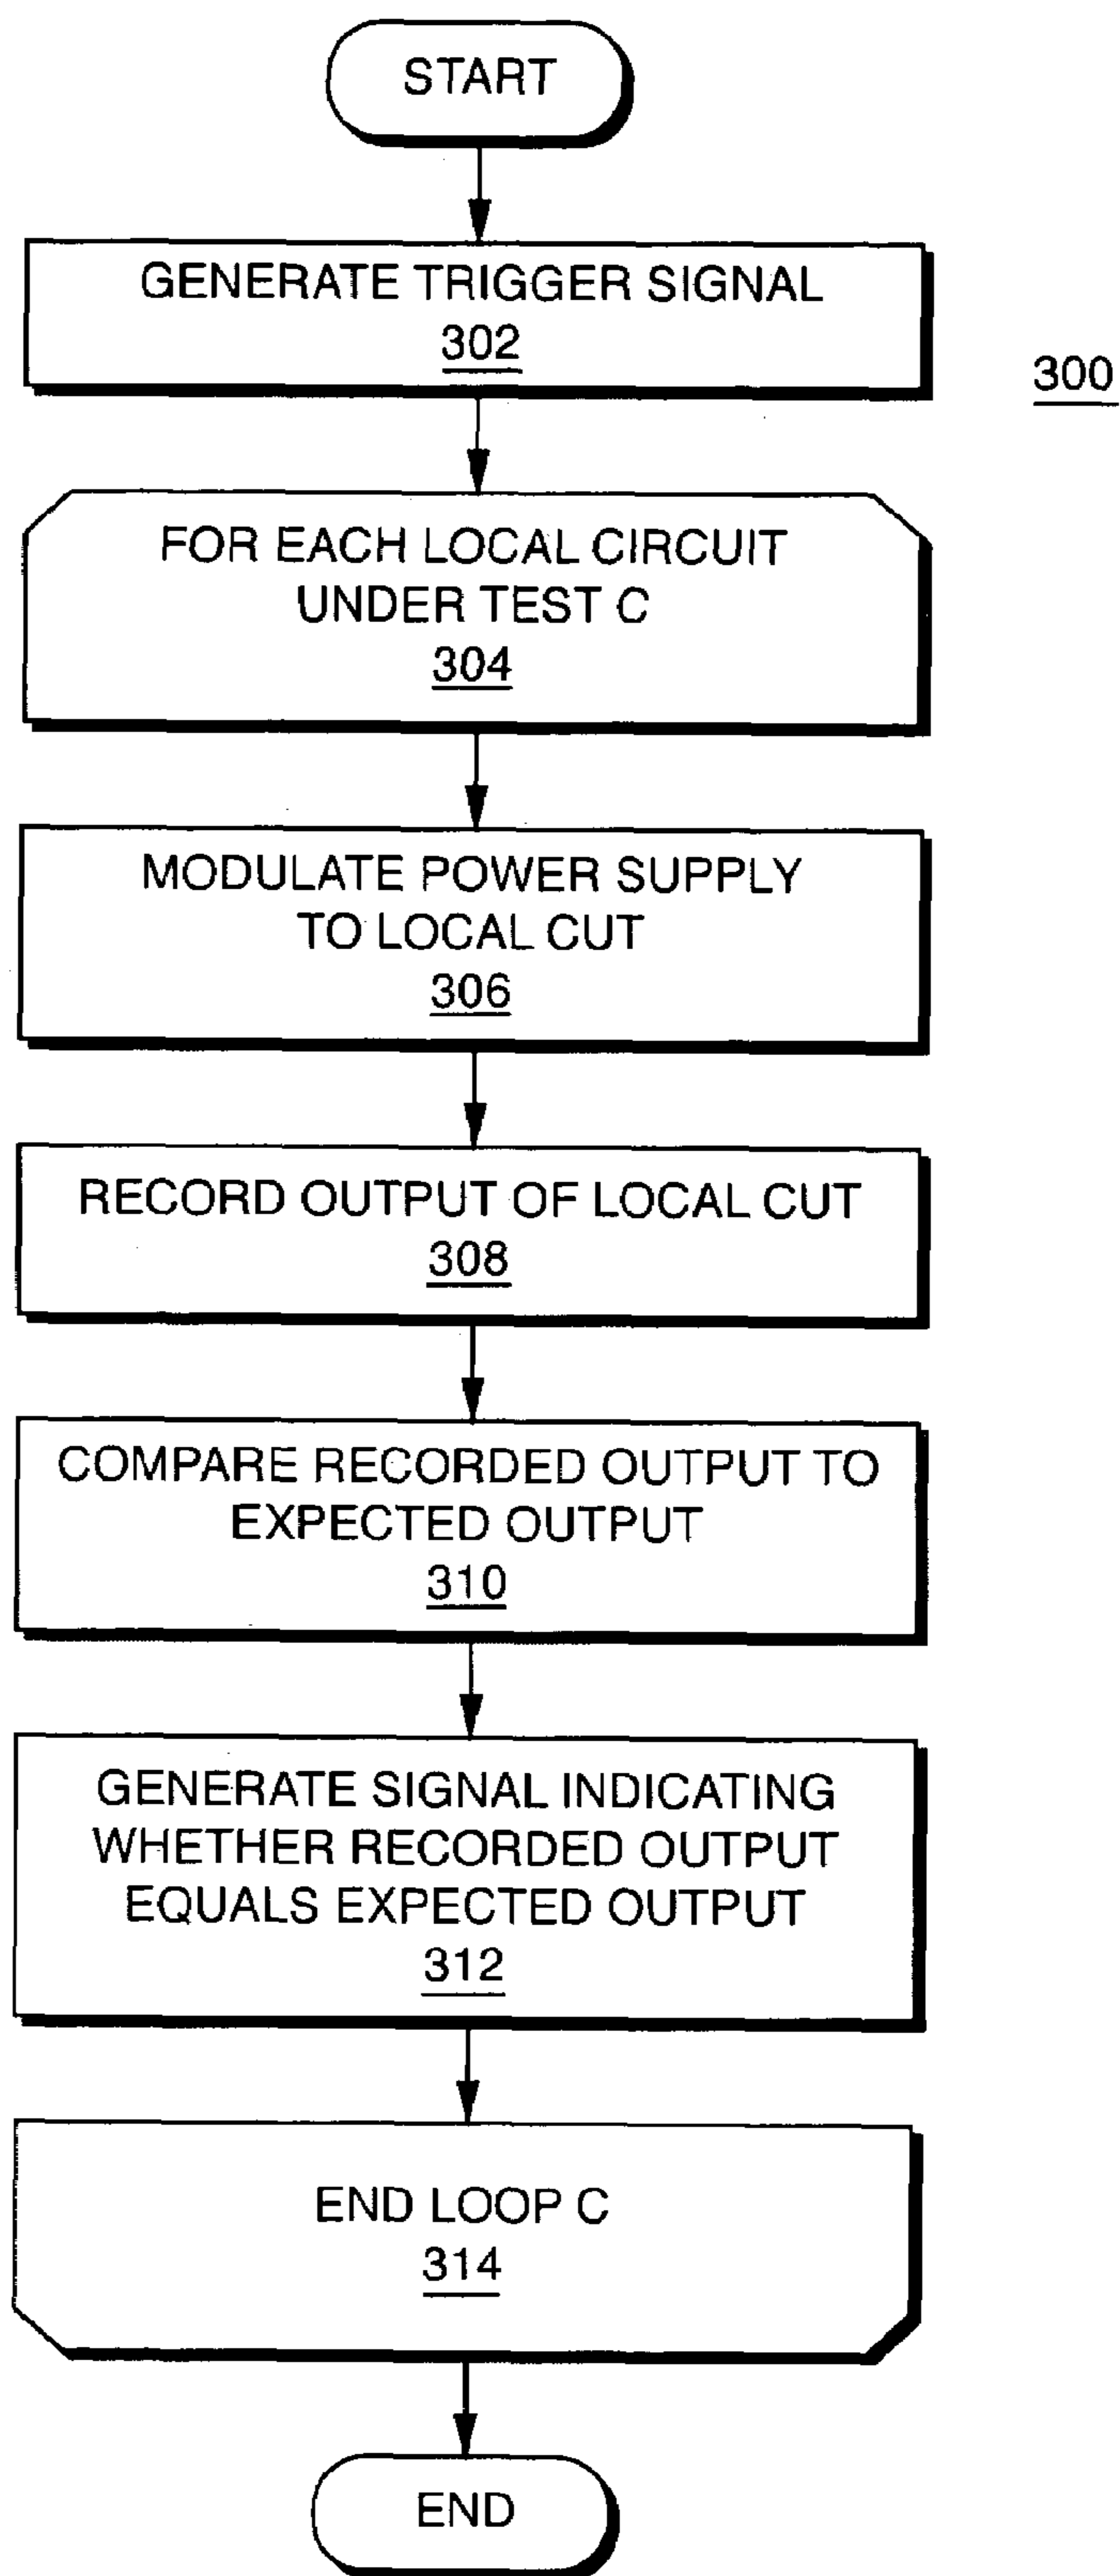 START
GENERATE TRIGGER SIGNAL
302
300
FOR EACH LOCAL CIRCUIT
UNDER TEST C
304
MODULATE POWER SUPPLY
TO LOCAL CUT
306
RECORD OUTPUT OF LOCAL CUT
308
COMPARE RECORDED OUTPUT TO
EXPECTED OUTPUT
310
GENERATE SIGNAL INDICATING
WHETHER RECORDED OUTPUT
EQUALS EXPECTED OUTPUT
312
END LOOP C
314
END